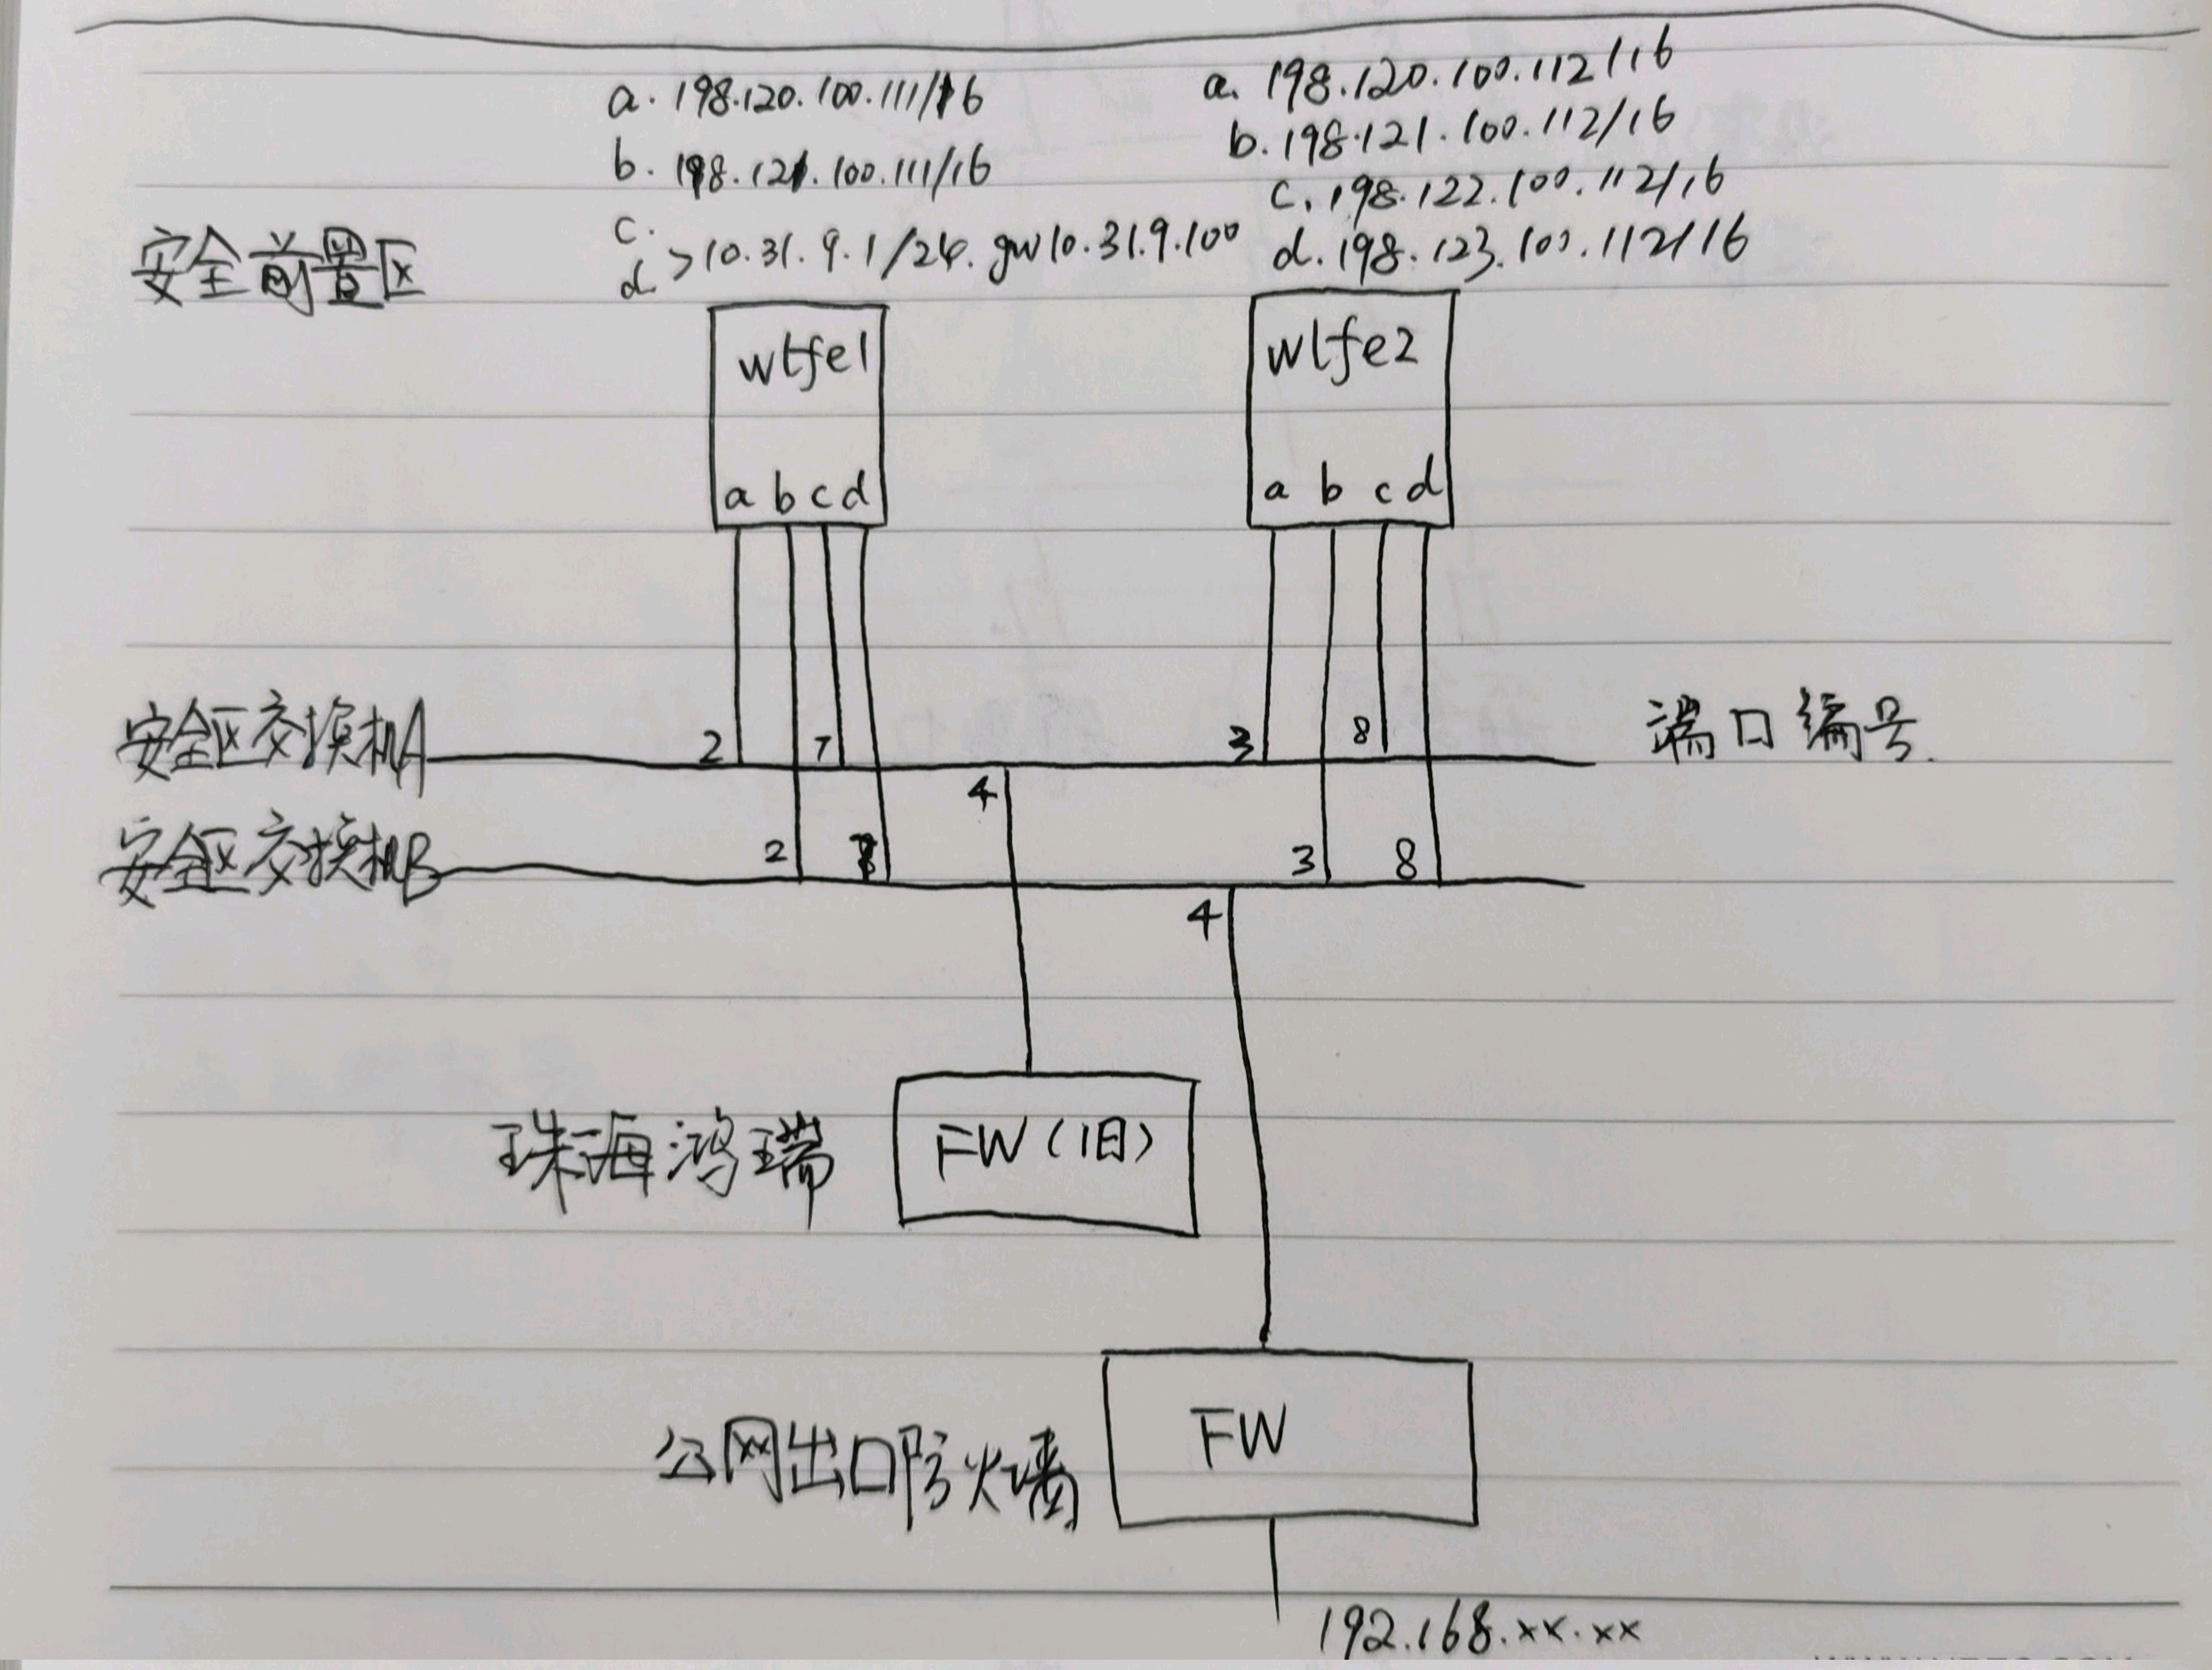 a. 198.120.100.111/16
b. 198.121.100.111/16
c.
d. >10.31.9.1/24. gw10.31.9.100
a. 198.120.100.112/16
b. 198.121.100.112/16
c. 198.122.100.112/16
d. 198.123.100.112/16
安全前置区
wlfe1
a b c d
wlfe2
a b c d
安全区交换机A
2 7 3 8
端口编号.
4
安全区交换机B
2 3 8
4
珠海鸿瑞
FW(旧)
公网出口防火墙
FW
192.168.xx.xx